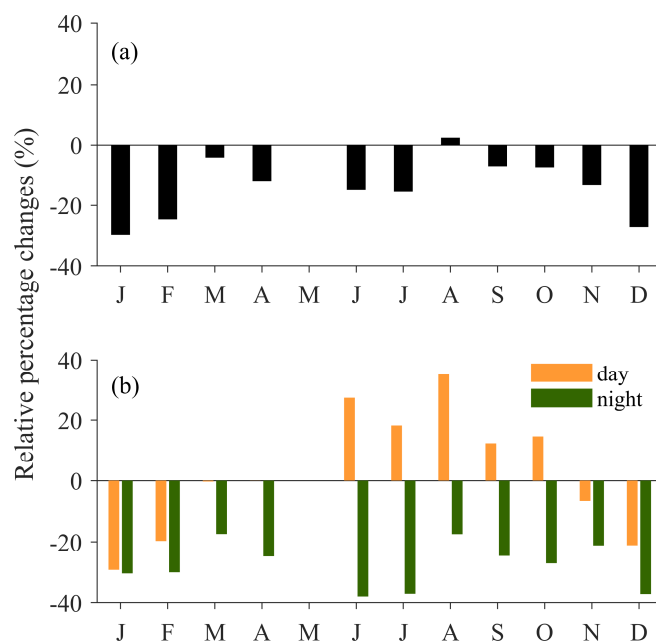 Relative percentage changes (%)
(a)
40
20
0
-20
-40
J F M A M J J A S O N D
(b)
day
night
40
20
0
-20
-40
J F M A M J J A S O N D